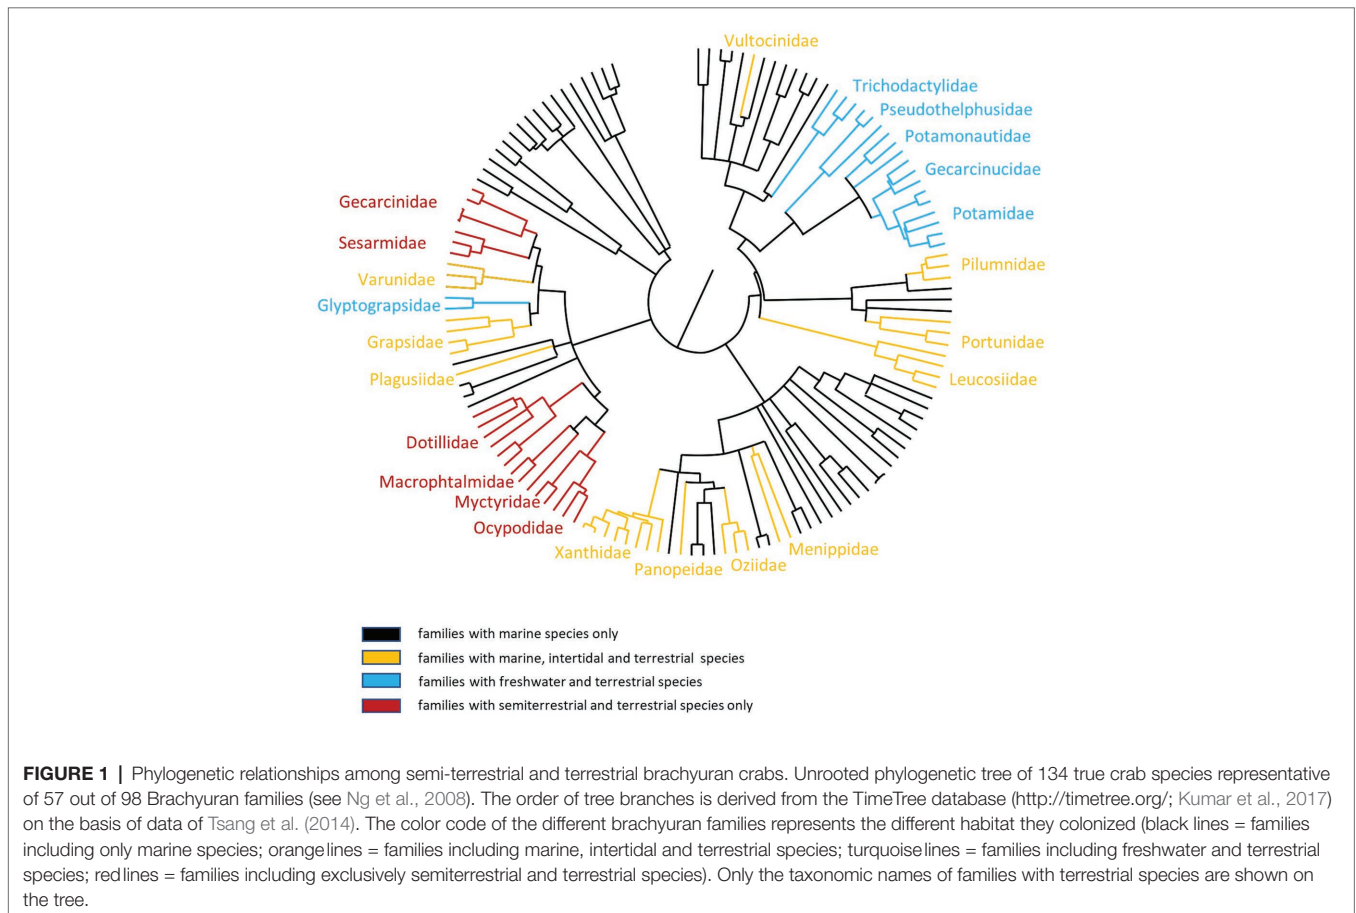 Vultocinidae
Trichodactylidae
Pseudothelphusidae
Potamonautidae
Gecarcinucidae
Potamidae
Pilumnidae
Portunidae
Leucosiidae
Menippidae
Oziidae
Panopeidae
Xanthidae
Ocypodidae
Myctyridae
Macrophtalmidae
Dotillidae
Plagusiidae
Grapsidae
Glyptograpsidae
Varunidae
Sesarmidae
Gecarcinidae
families with marine species only
families with marine, intertidal and terrestrial species
families with freshwater and terrestrial species
families with semiterrestrial and terrestrial species only
FIGURE 1 | Phylogenetic relationships among semi-terrestrial and terrestrial brachyuran crabs. Unrooted phylogenetic tree of 134 true crab species representative
of 57 out of 98 Brachyuran families (see Ng et al., 2008). The order of tree branches is derived from the TimeTree database (http://timetree.org/; Kumar et al., 2017)
on the basis of data of Tsang et al. (2014). The color code of the different brachyuran families represents the different habitat they colonized (black lines = families
including only marine species; orangelines = families including marine, intertidal and terrestrial species; turquoiselines = families including freshwater and terrestrial
species; redlines = families including exclusively semiterrestrial and terrestrial species). Only the taxonomic names of families with terrestrial species are shown on
the tree.